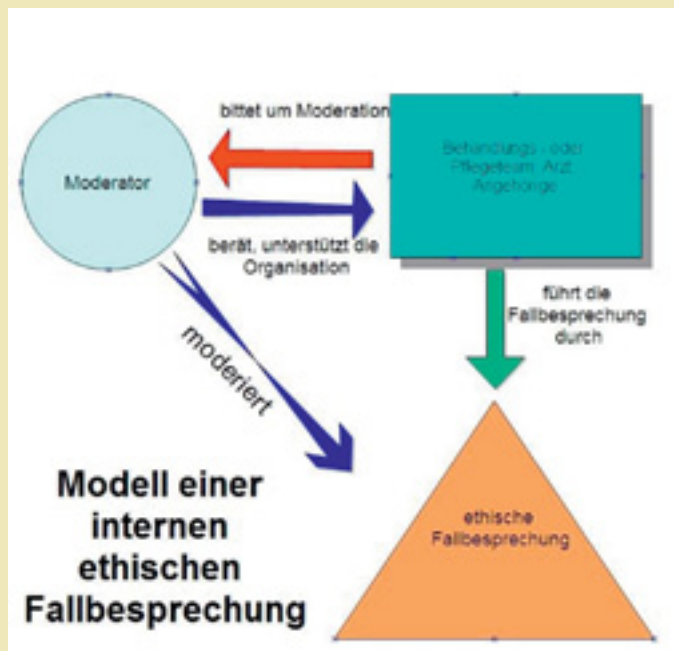 bittet um Moderation
Moderator
Behandlungs- oder
Pflegeteam, Arzt,
Angehörige
berät, unterstützt die
Organisation
führt die
Fallbesprechung
durch
moderiert
Modell einer
internen
ethischen
Fallbesprechung
ethische
Fallbesprechung